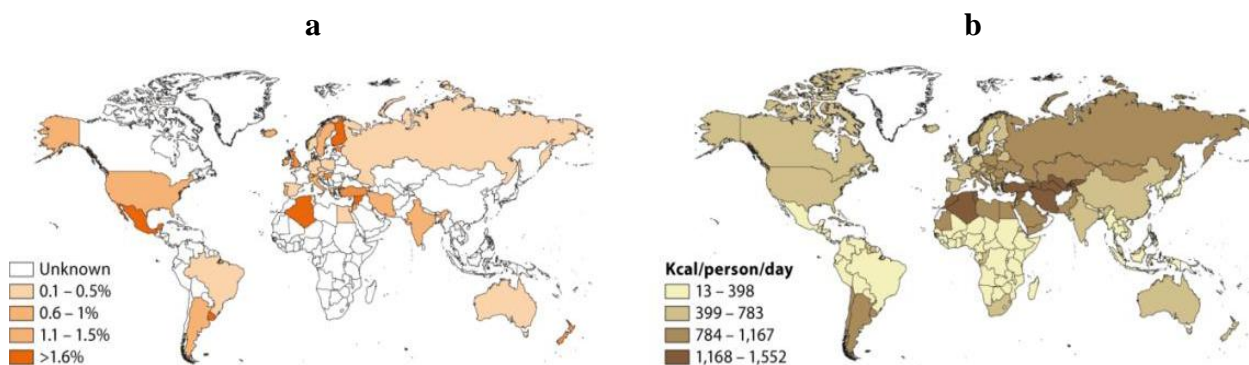 a
b
Unknown
0.1 – 0.5%
0.6 – 1%
1.1 – 1.5%
>1.6%
Kcal/person/day
13 – 398
399 – 783
784 – 1,167
1,168 – 1,552